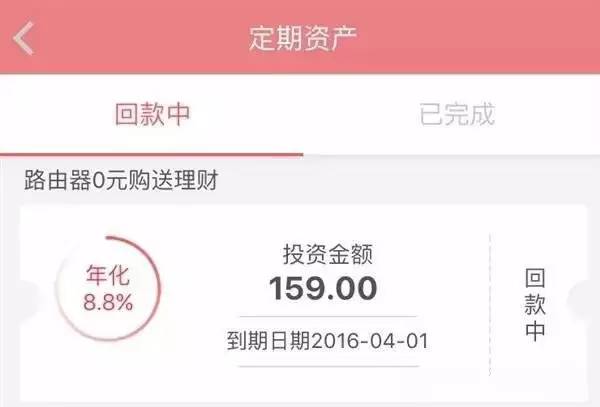 定期资产
回款中
已完成
路由器0元购送理财
年化
8.8%
投资金额
159.00
到期日期2016-04-01
回款中